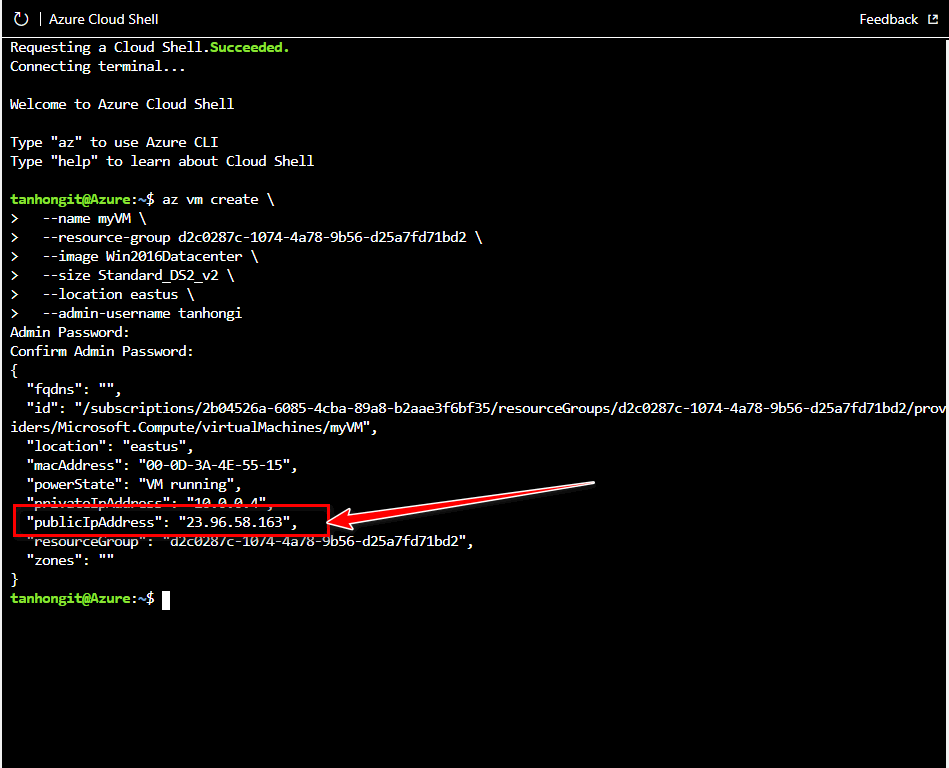 Azure Cloud Shell
Feedback
Requesting a Cloud Shell.Succeeded.
Connecting terminal...
Welcome to Azure Cloud Shell
Type "az" to use Azure CLI
Type "help" to learn about Cloud Shell
tanhongit@Azure:~$ az vm create \
>   --name myVM \
>   --resource-group d2c0287c-1074-4a78-9b56-d25a7fd71bd2 \
>   --image Win2016Datacenter \
>   --size Standard_DS2_v2 \
>   --location eastus \
>   --admin-username tanhongi
Admin Password:
Confirm Admin Password:
{
  "fqdns": "",
  "id": "/subscriptions/2b04526a-6085-4cba-89a8-b2aae3f6bf35/resourceGroups/d2c0287c-1074-4a78-9b56-d25a7fd71bd2/prov
iders/Microsoft.Compute/virtualMachines/myVM",
  "location": "eastus",
  "macAddress": "00-0D-3A-4E-55-15",
  "powerState": "VM running",
  "privateIpAddress": "10.0.0.4",
  "publicIpAddress": "23.96.58.163",
  "resourceGroup": "d2c0287c-1074-4a78-9b56-d25a7fd71bd2",
  "zones": ""
}
tanhongit@Azure:~$